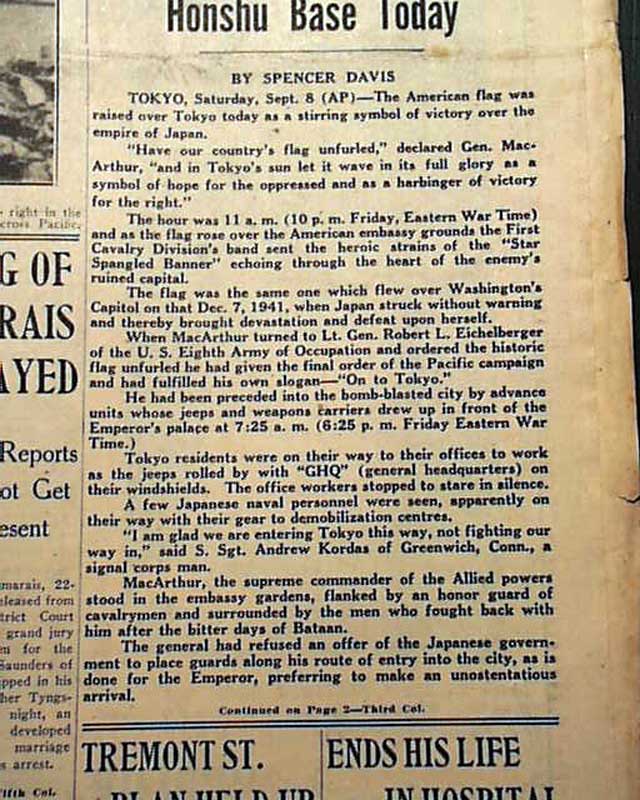 Honshu Base Today
BY SPENCER DAVIS
TOKYO, Saturday, Sept. 8 (AP)—The American flag was
raised over Tokyo today as a stirring symbol of victory over the
empire of Japan.
"Have our country's flag unfurled," declared Gen. Mac-
Arthur, "and in Tokyo's sun let it wave in its full glory as a
symbol of hope for the oppressed and as a harbinger of victory
for the right."
The hour was 11 a. m. (10 p. m. Friday, Eastern War Time)
and as the flag rose over the American embassy grounds the First
Cavalry Division's band sent the heroic strains of the "Star
Spangled Banner" echoing through the heart of the enemy's
ruined capital.
The flag was the same one which flew over Washington's
Capitol on that Dec. 7, 1941, when Japan struck without warning
and thereby brought devastation and defeat upon herself.
When MacArthur turned to Lt. Gen. Robert L. Eichelberger
of the U. S. Eighth Army of Occupation and ordered the historic
flag unfurled he had given the final order of the Pacific campaign
and had fulfilled his own slogan—"On to Tokyo."
He had been preceded into the bomb-blasted city by advance
units whose jeeps and weapons carriers drew up in front of the
Emperor's palace at 7:25 a. m. (6:25 p. m. Friday Eastern War
Time.)
Tokyo residents were on their way to their offices to work
as the jeeps rolled by with "GHQ" (general headquarters) on
their windshields. The office workers stopped to stare in silence.
A few Japanese naval personnel were seen, apparently on
their way with their gear to demobilization centres.
"I am glad we are entering Tokyo this way, not fighting our
way in," said S. Sgt. Andrew Kordas of Greenwich, Conn., a
signal corps man.
MacArthur, the supreme commander of the Allied powers
stood in the embassy gardens, flanked by an honor guard of
cavalrymen and surrounded by the men who fought back with
him after the bitter days of Bataan.
The general had refused an offer of the Japanese govern-
ment to place guards along his route of entry into the city, as is
done for the Emperor, preferring to make an unostentatious
arrival.
Continued on Page 2—Third Col.
right in the
cross Pacific.
G OF
RAIS
AYED
Reports
ot Get
esent
marais, 22-
eleased from
trict Court
grand jury
en for the
Saunders of
pped in his
her Tyngs-
night, an
developed
marriage
s arrest.
Fifth Col.
TREMONT ST.
PLAN HELD UP
ENDS HIS LIFE
IN HOSPITAL